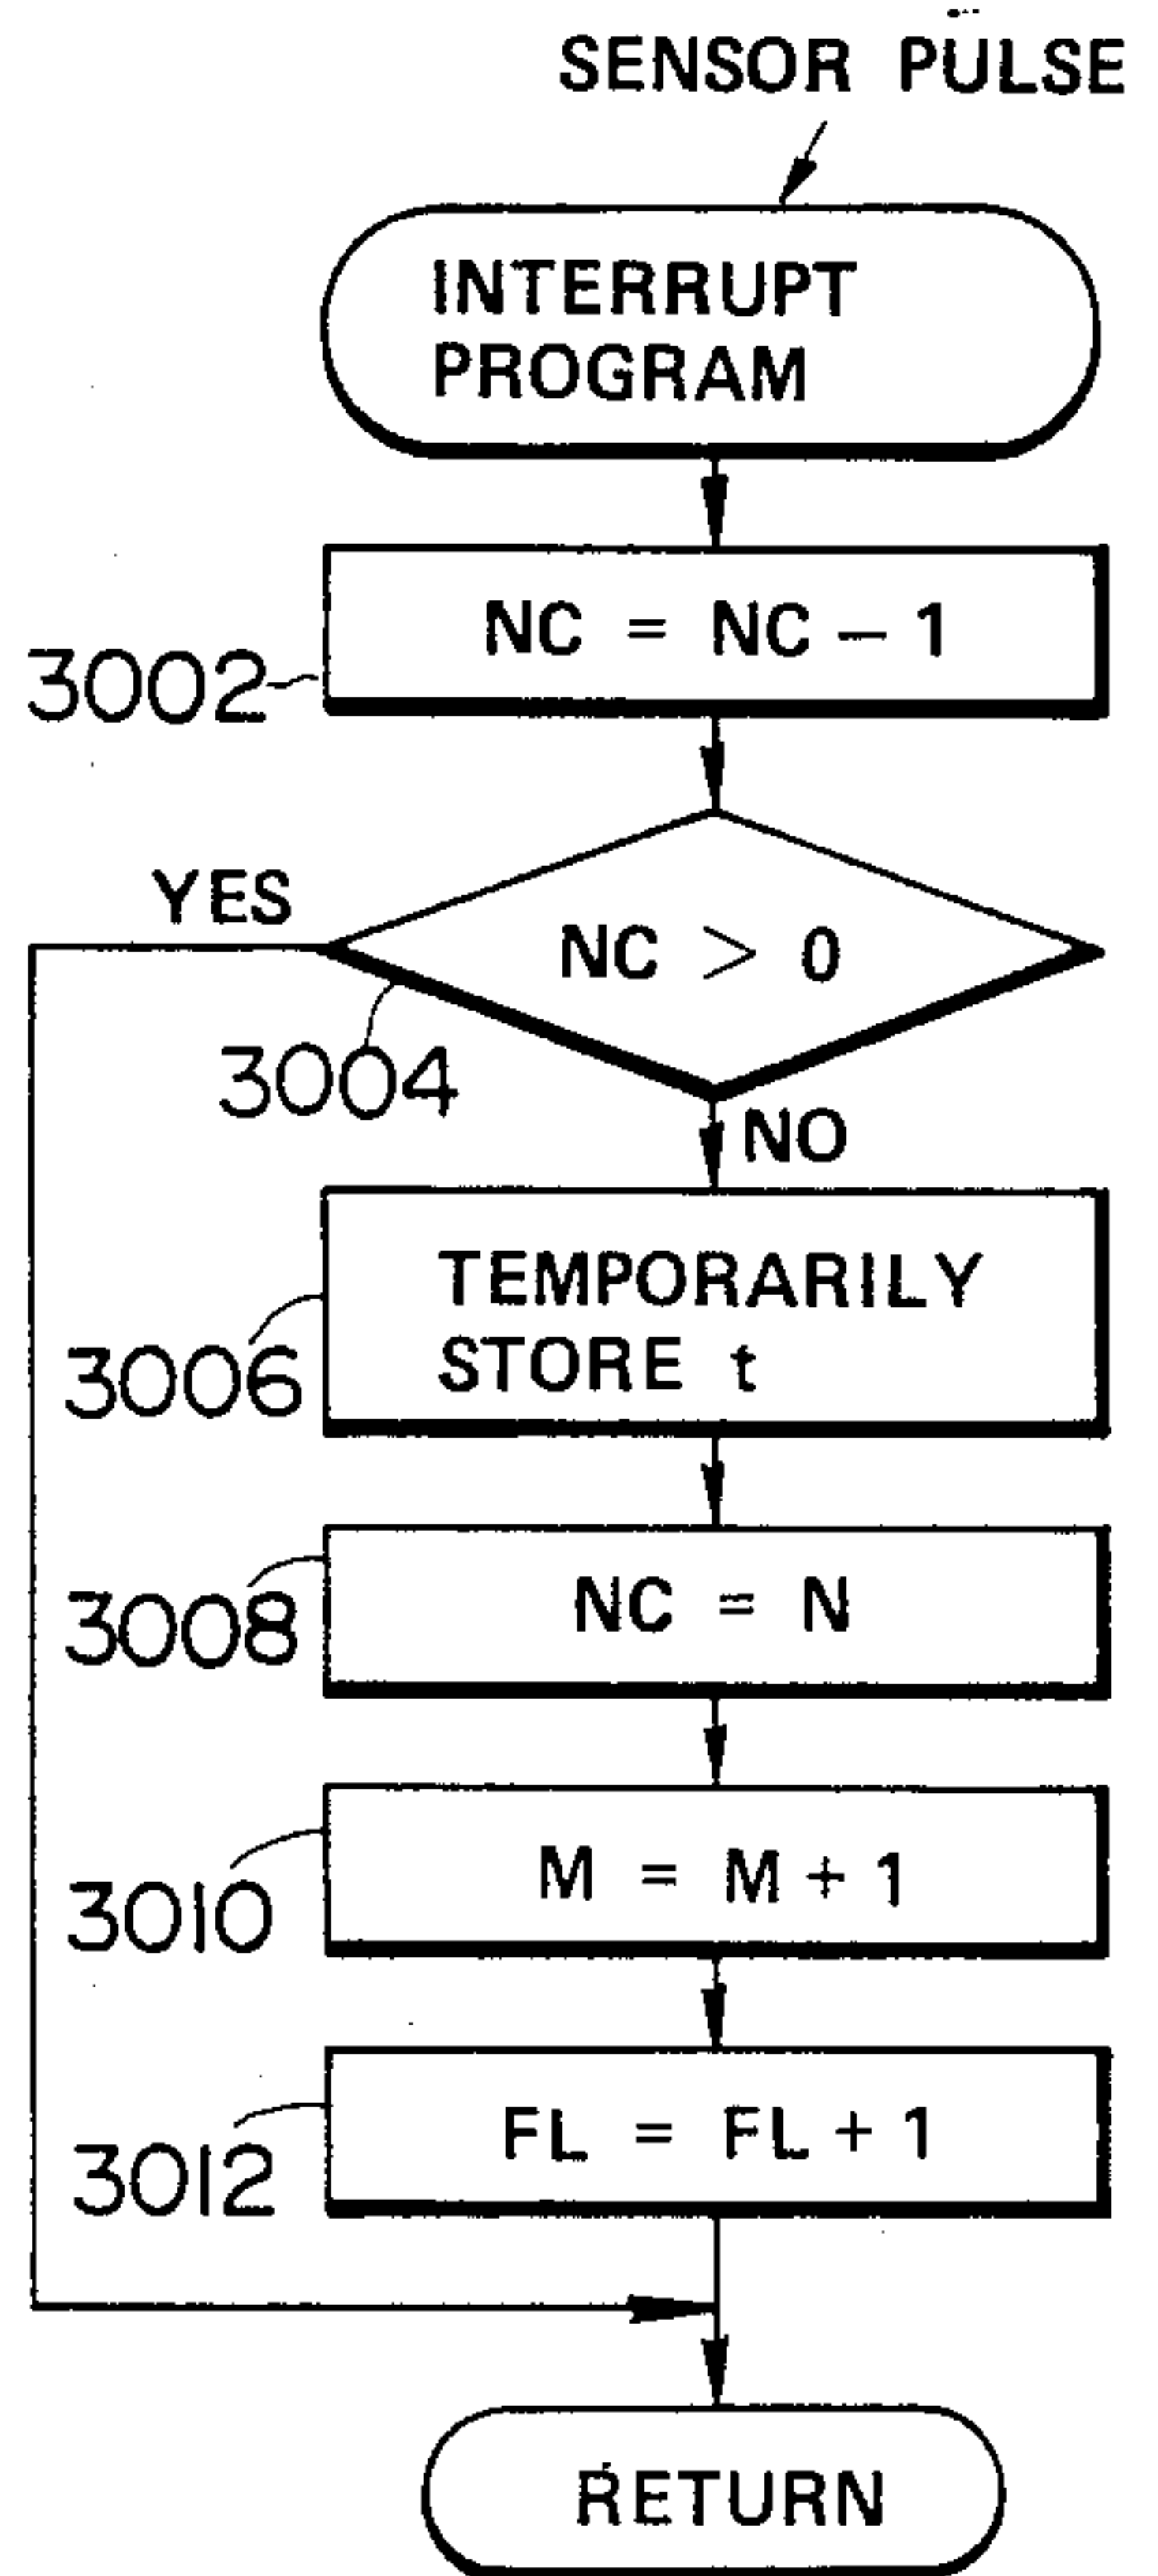 SENSOR PULSE
INTERRUPT
PROGRAM
NC = NC – 1
3002
YES
NC > 0
3004
NO
TEMPORARILY
STORE t
3006
NC = N
3008
M = M + 1
3010
FL = FL + 1
3012
RETURN